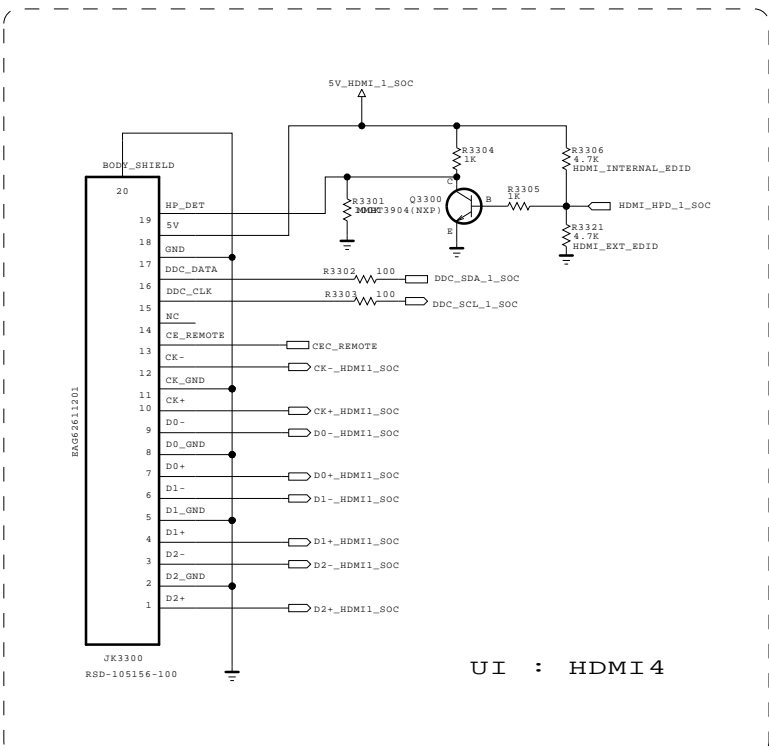 5V_HDMI_1_SOC
BODY_SHIELD
20
R3304
1K
R3306
4.7K
HDMI_INTERNAL_EDID
C
R3301
Q3300
MMBT3904(NXP)
B
E
R3305
1K
HDMI_HPD_1_SOC
R3321
4.7K
HDMI_EXT_EDID
HP_DET
19
5V
18
GND
17
DDC_DATA
R3302 100
DDC_SDA_1_SOC
16
DDC_CLK
R3303 100
DDC_SCL_1_SOC
15
NC
14
CE_REMOTE
CEC_REMOTE
13
CK-
CK-_HDMI1_SOC
12
CK_GND
11
CK+
CK+_HDMI1_SOC
10
D0-
D0-_HDMI1_SOC
9
D0_GND
8
D0+
D0+_HDMI1_SOC
7
D1-
D1-_HDMI1_SOC
6
D1_GND
5
D1+
D1+_HDMI1_SOC
4
D2-
D2-_HDMI1_SOC
3
D2_GND
2
D2+
D2+_HDMI1_SOC
1
EAG62611201
JK3300
RSD-105156-100
UI : HDMI4